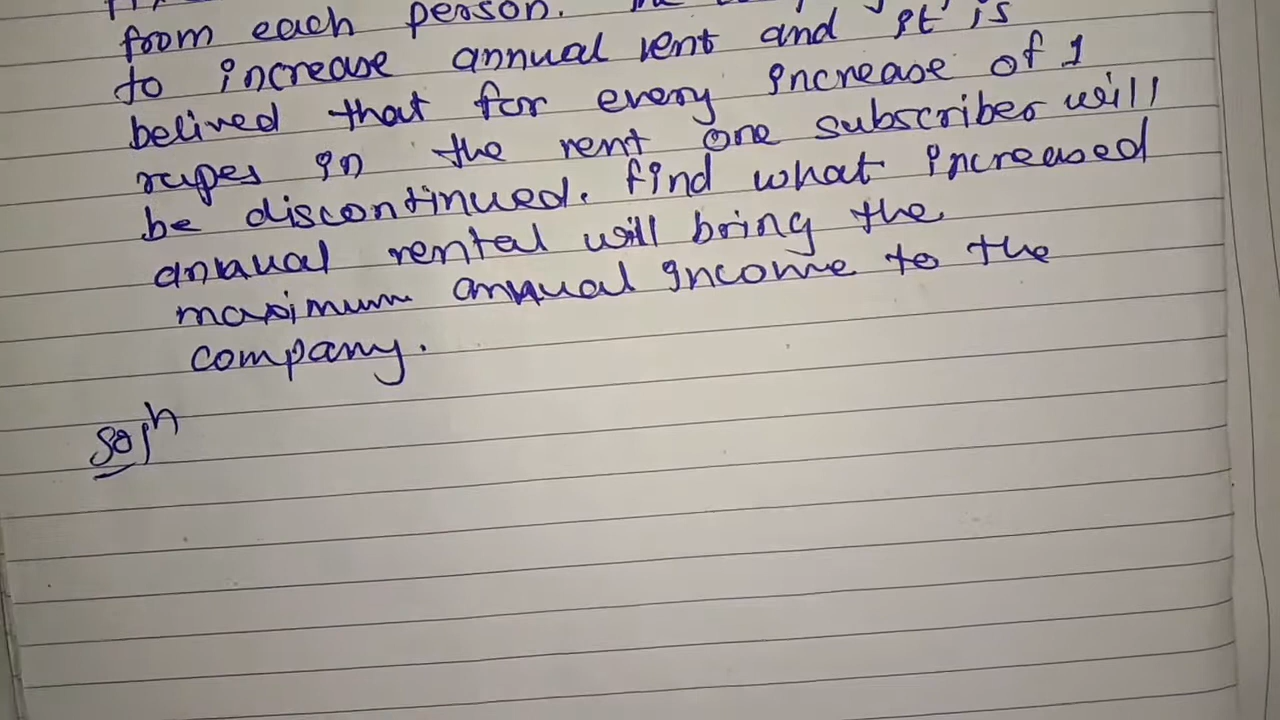 from each person.
to increase annual rent and it is
belived that for every increase of 1
rupes in the rent one subscriber will
be discontinued. find what increased
annual rental will bring the
maximum annual income to the
company.
Soln